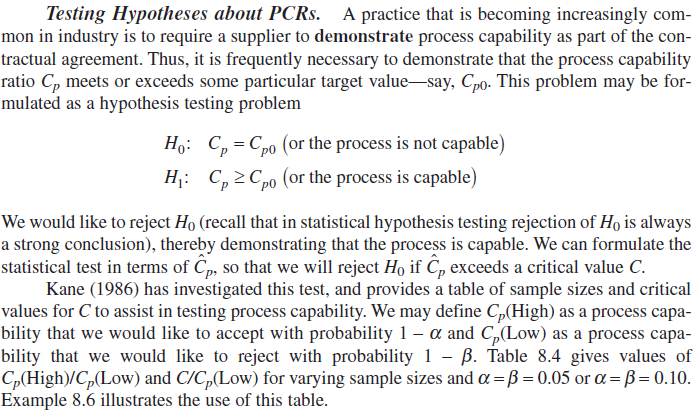 Testing Hypotheses about PCRs. A practice that is becoming increasingly com-
mon in industry is to require a supplier to demonstrate process capability as part of the con-
tractual agreement. Thus, it is frequently necessary to demonstrate that the process capability
ratio Cp meets or exceeds some particular target value—say, Cp0. This problem may be for-
mulated as a hypothesis testing problem
H0: Cp = Cp0 (or the process is not capable)
H1: Cp ≥ Cp0 (or the process is capable)
We would like to reject H0 (recall that in statistical hypothesis testing rejection of H0 is always
a strong conclusion), thereby demonstrating that the process is capable. We can formulate the
statistical test in terms of Ĉp, so that we will reject H0 if Ĉp exceeds a critical value C.
Kane (1986) has investigated this test, and provides a table of sample sizes and critical
values for C to assist in testing process capability. We may define Cp(High) as a process capa-
bility that we would like to accept with probability 1 – α and Cp(Low) as a process capa-
bility that we would like to reject with probability 1 – β. Table 8.4 gives values of
Cp(High)/Cp(Low) and C/Cp(Low) for varying sample sizes and α = β = 0.05 or α = β = 0.10.
Example 8.6 illustrates the use of this table.